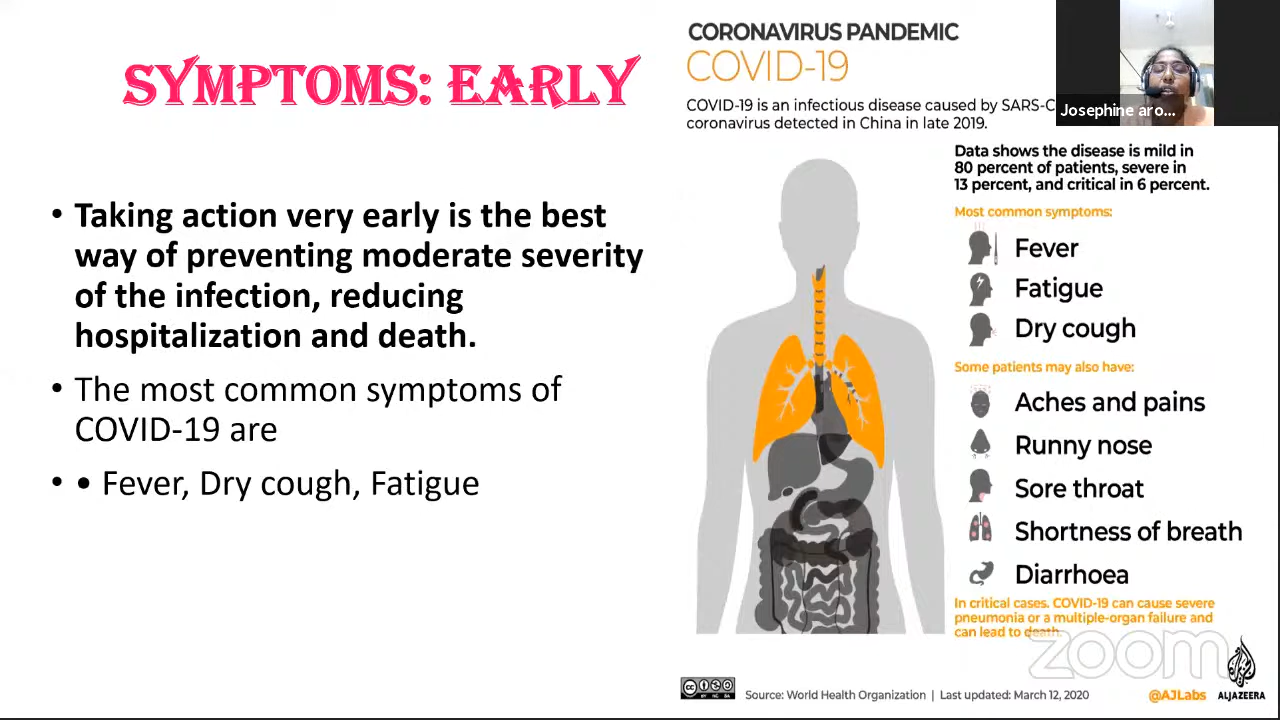 SYMPTOMS: EARLY
• Taking action very early is the best
way of preventing moderate severity
of the infection, reducing
hospitalization and death.
• The most common symptoms of
COVID-19 are
• • Fever, Dry cough, Fatigue
CORONAVIRUS PANDEMIC
COVID-19
COVID-19 is an infectious disease caused by SARS-C
coronavirus detected in China in late 2019.
Josephine aro...
Data shows the disease is mild in
80 percent of patients, severe in
13 percent, and critical in 6 percent.
Most common symptoms:
Fever
Fatigue
Dry cough
Some patients may also have:
Aches and pains
Runny nose
Sore throat
Shortness of breath
Diarrhoea
In critical cases. COVID-19 can cause severe
pneumonia or a multiple-organ failure and
can lead to death.
zoom
cc BY NC SA
Source: World Health Organization | Last updated: March 12, 2020
@AJLabs
ALJAZEERA